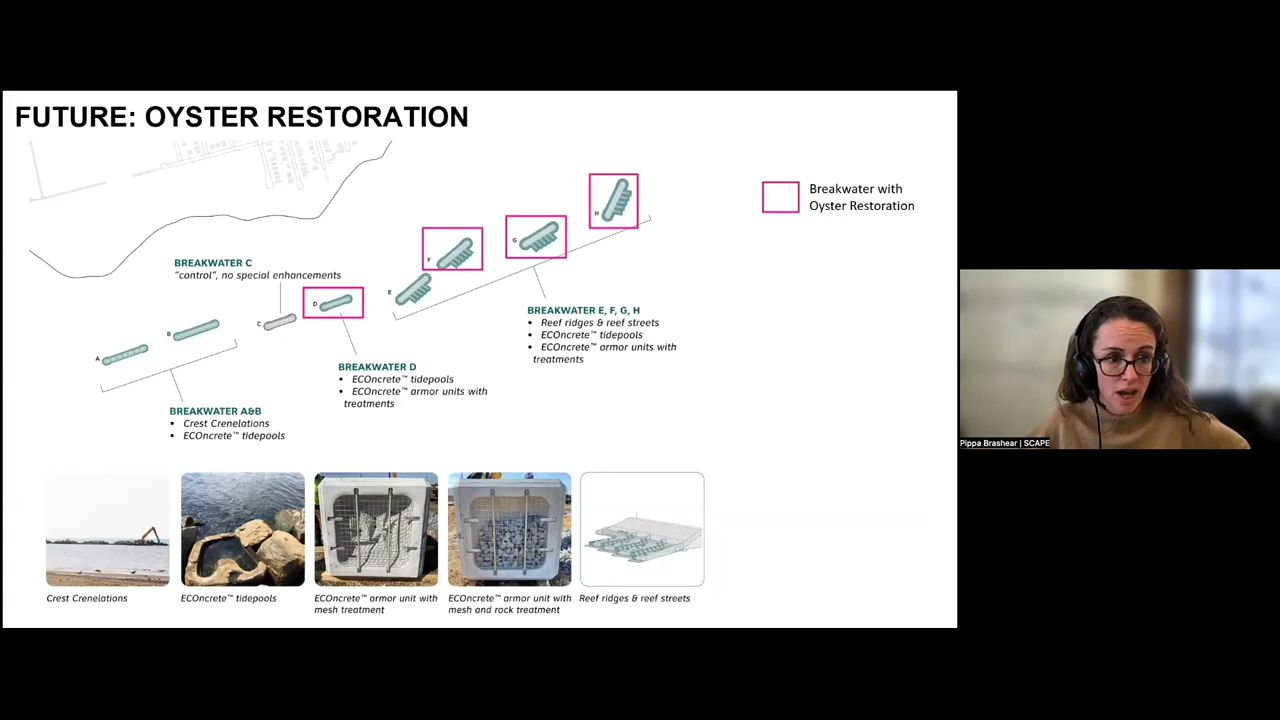 FUTURE: OYSTER RESTORATION
Breakwater with
Oyster Restoration
H
G
F
E
BREAKWATER C
“control”, no special enhancements
D
C
B
A
BREAKWATER E, F, G, H
• Reef ridges & reef streets
• ECOncrete™ tidepools
• ECOncrete™ armor units with
treatments
BREAKWATER D
• ECOncrete™ tidepools
• ECOncrete™ armor units with
treatments
BREAKWATER A&B
• Crest Crenelations
• ECOncrete™ tidepools
Pippa Brashear | SCAPE
Crest Crenelations
ECOncrete™ tidepools
ECOncrete™ armor unit with
mesh treatment
ECOncrete™ armor unit with
mesh and rock treatment
Reef ridges & reef streets